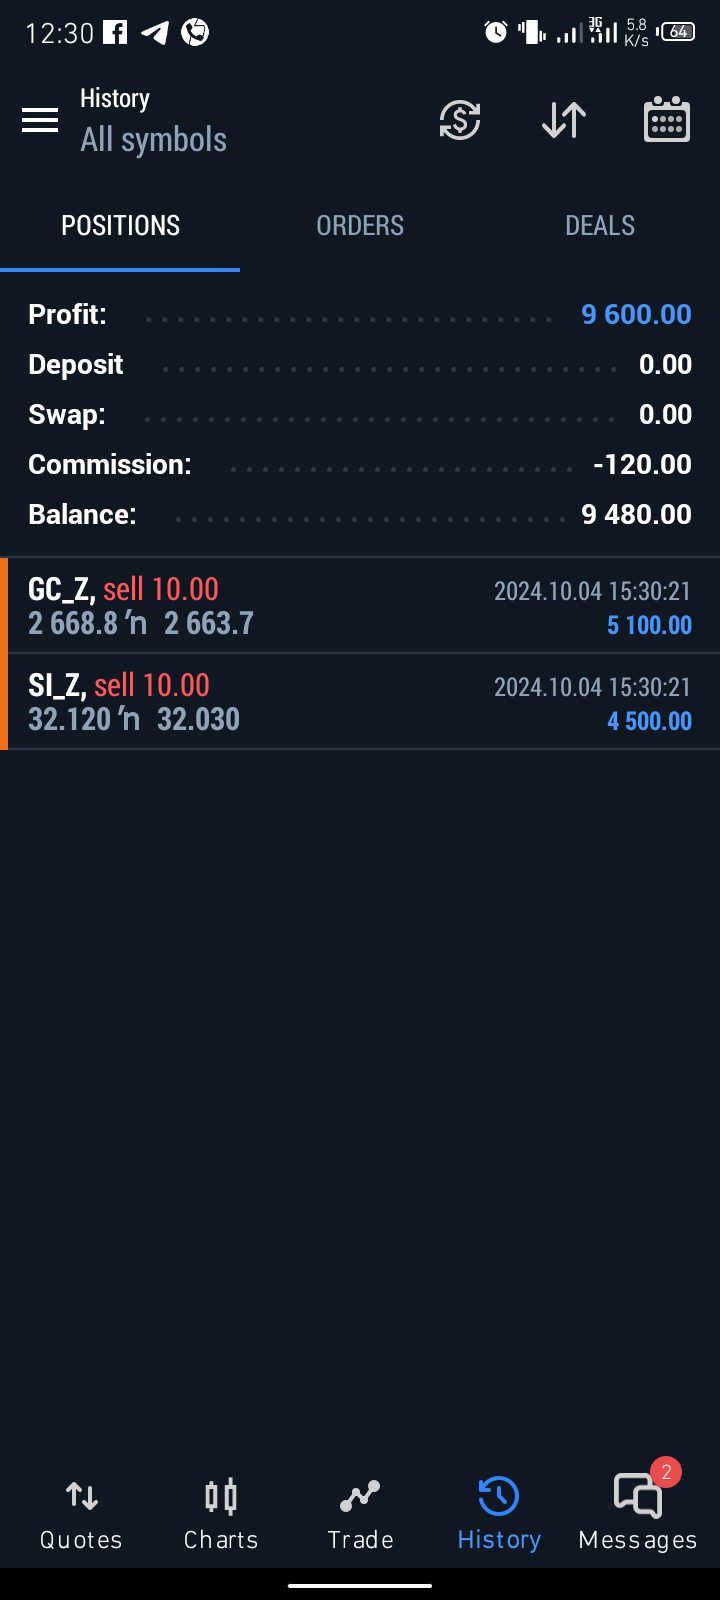 12:30 3G 5.8 K/s 64
History
All symbols
POSITIONS ORDERS DEALS
Profit: 9 600.00
Deposit 0.00
Swap: 0.00
Commission: -120.00
Balance: 9 480.00
GC_Z, sell 10.00 2024.10.04 15:30:21
2 668.8 ŉ 2 663.7 5 100.00
SI_Z, sell 10.00 2024.10.04 15:30:21
32.120 ŉ 32.030 4 500.00
2
Quotes Charts Trade History Messages